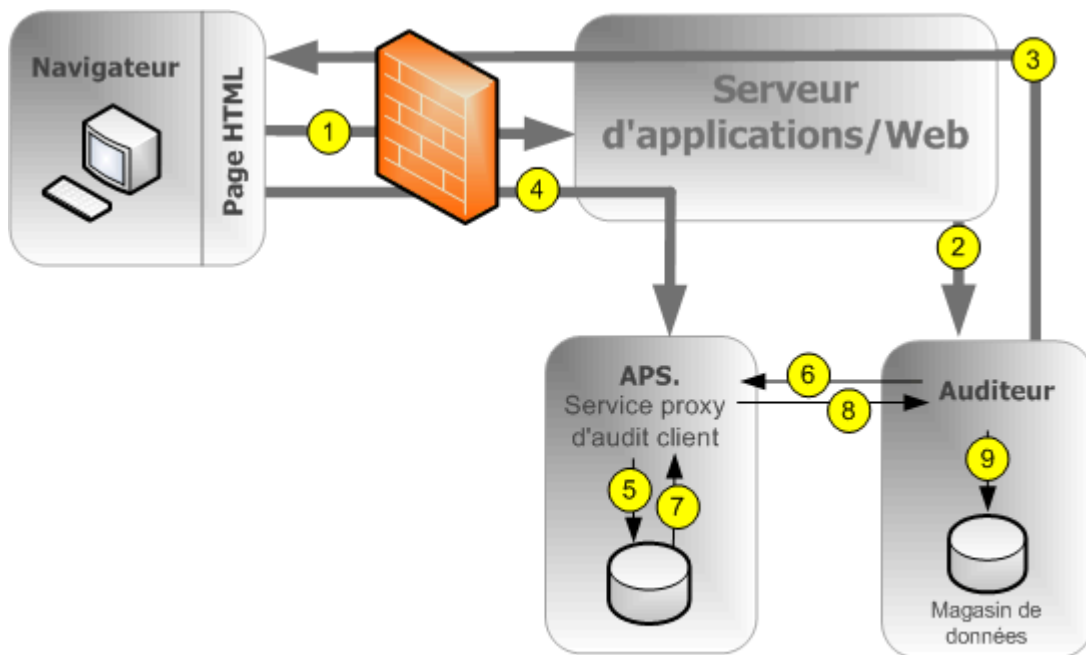 Navigateur
Page HTML
1
Serveur
d'applications/Web
3
4
2
APS.
Service proxy
d'audit client
6
8
Auditeur
5
7
9
Magasin de
données